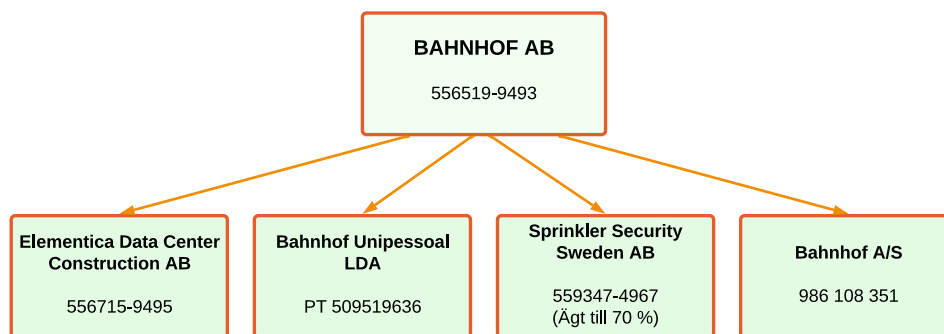 BAHNHOF AB
556519-9493
Elementica Data Center
Construction AB
556715-9495
Bahnhof Unipessoal
LDA
PT 509519636
Sprinkler Security
Sweden AB
559347-4967
(Ägt till 70 %)
Bahnhof A/S
986 108 351